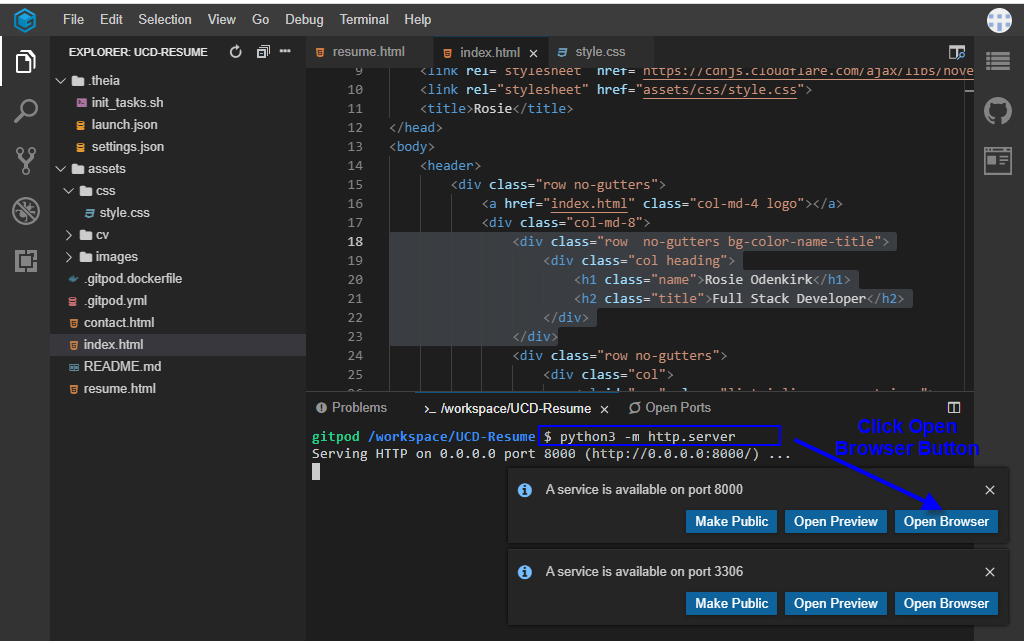 File Edit Selection View Go Debug Terminal Help
EXPLORER: UCD-RESUME
.theia
init_tasks.sh
launch.json
settings.json
assets
css
style.css
cv
images
.gitpod.dockerfile
.gitpod.yml
contact.html
index.html
README.md
resume.html
resume.html index.html style.css
9 <link rel="stylesheet" href="https://cdnjs.cloudflare.com/ajax/libs/hove
10 <link rel="stylesheet" href="assets/css/style.css">
11 <title>Rosie</title>
12 </head>
13 <body>
14 <header>
15 <div class="row no-gutters">
16 <a href="index.html" class="col-md-4 logo"></a>
17 <div class="col-md-8">
18 <div class="row  no-gutters bg-color-name-title">
19 <div class="col heading">
20 <h1 class="name">Rosie Odenkirk</h1>
21 <h2 class="title">Full Stack Developer</h2>
22 </div>
23 </div>
24 <div class="row no-gutters">
25 <div class="col">
Problems >_ /workspace/UCD-Resume Open Ports
gitpod /workspace/UCD-Resume $ python3 -m http.server
Serving HTTP on 0.0.0.0 port 8000 (http://0.0.0.0:8000/) ...
Click Open
Browser Button
A service is available on port 8000
Make Public Open Preview Open Browser
A service is available on port 3306
Make Public Open Preview Open Browser